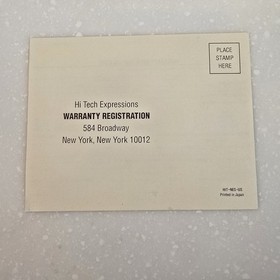 PLACE
STAMP
HERE
Hi Tech Expressions
WARRANTY REGISTRATION
584 Broadway
New York, New York 10012
Printed in Japan